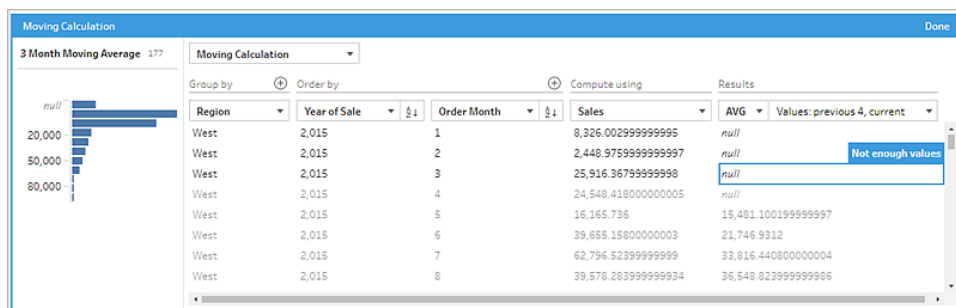 Moving Calculation Done
3 Month Moving Average 177
Moving Calculation
Group by Order by Compute using Results
Region Year of Sale Order Month Sales AVG Values: previous 4, current
null
20,000
50,000
80,000
West 2,015 1 8,326.002999999995 null
West 2,015 2 2,448.9759999999997 null Not enough values
West 2,015 3 25,916.36799999998 null
West 2,015 4 24,548.418000000005 null
West 2,015 5 16,165.736 15,481.100199999997
West 2,015 6 39,655.15800000003 21,746.9312
West 2,015 7 62,796.52399999999 33,816.440800000004
West 2,015 8 39,578.283999999934 36,548.823999999986